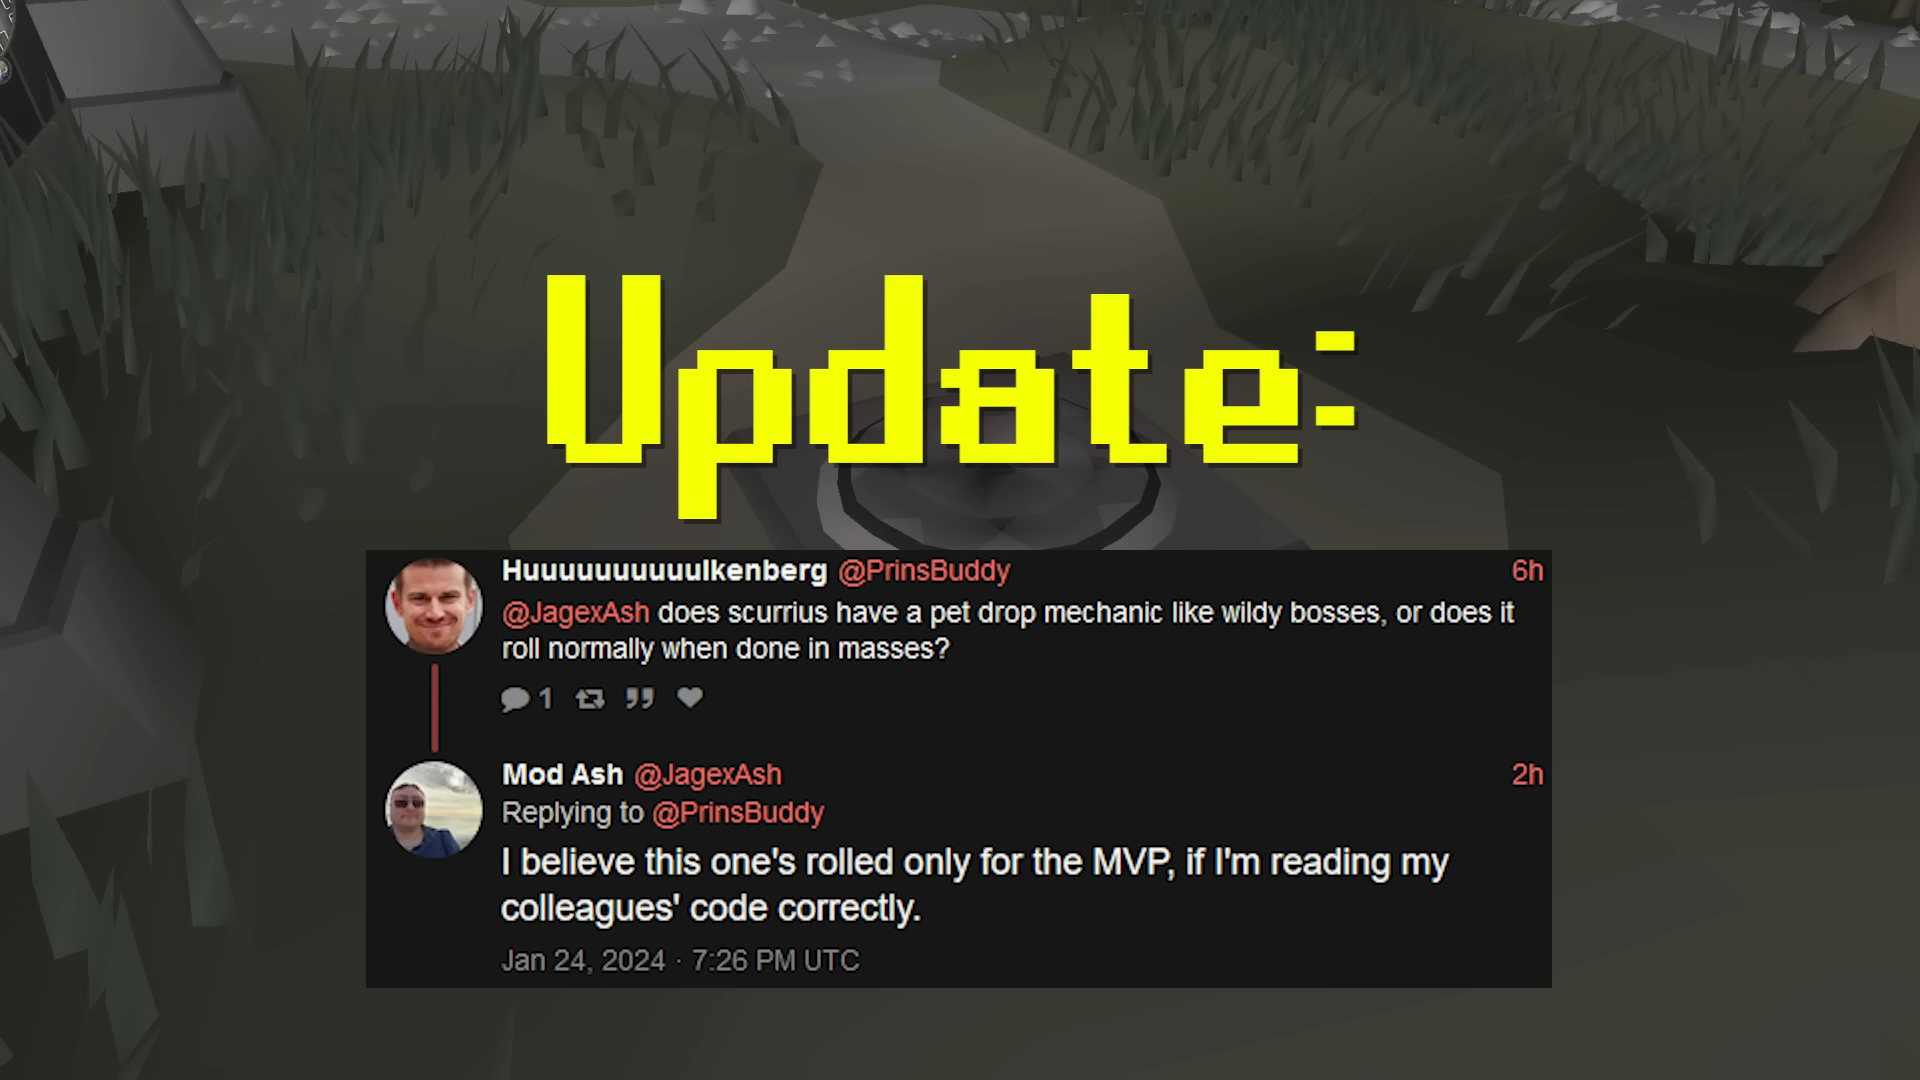 Update:
Huuuuuuuuuulkenberg @PrinsBuddy 6h
@JagexAsh does scurrius have a pet drop mechanic like wildy bosses, or does it
roll normally when done in masses?
1
Mod Ash @JagexAsh 2h
Replying to @PrinsBuddy
I believe this one's rolled only for the MVP, if I'm reading my
colleagues' code correctly.
Jan 24, 2024 · 7:26 PM UTC